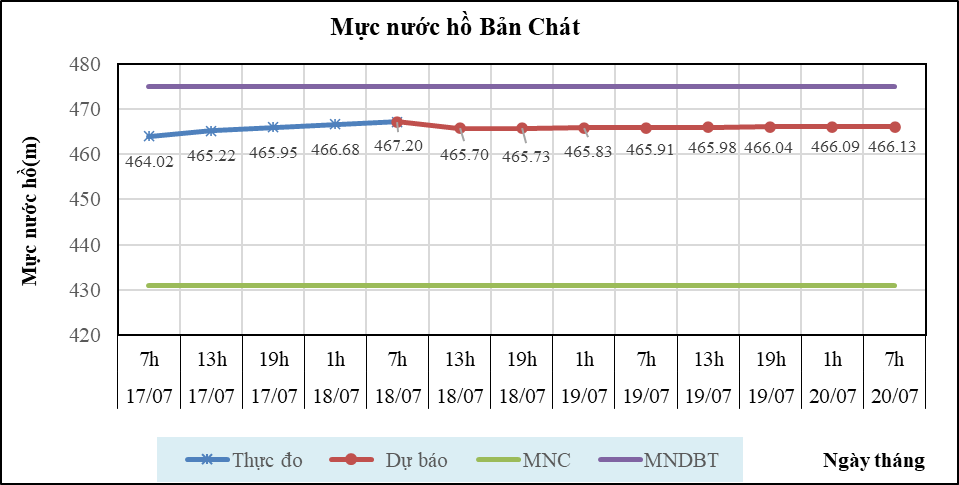 Mực nước hồ Bản Chát
Mực nước hồ(m)
480
470
460
450
440
430
420
464.02 465.22 465.95 466.68 467.20 465.70 465.73 465.83 465.91 465.98 466.04 466.09 466.13
7h 13h 19h 1h 7h 13h 19h 1h 7h 13h 19h 1h 7h
17/07 17/07 17/07 18/07 18/07 18/07 18/07 19/07 19/07 19/07 19/07 20/07 20/07
Thực đo Dự báo MNC MNDBT Ngày tháng